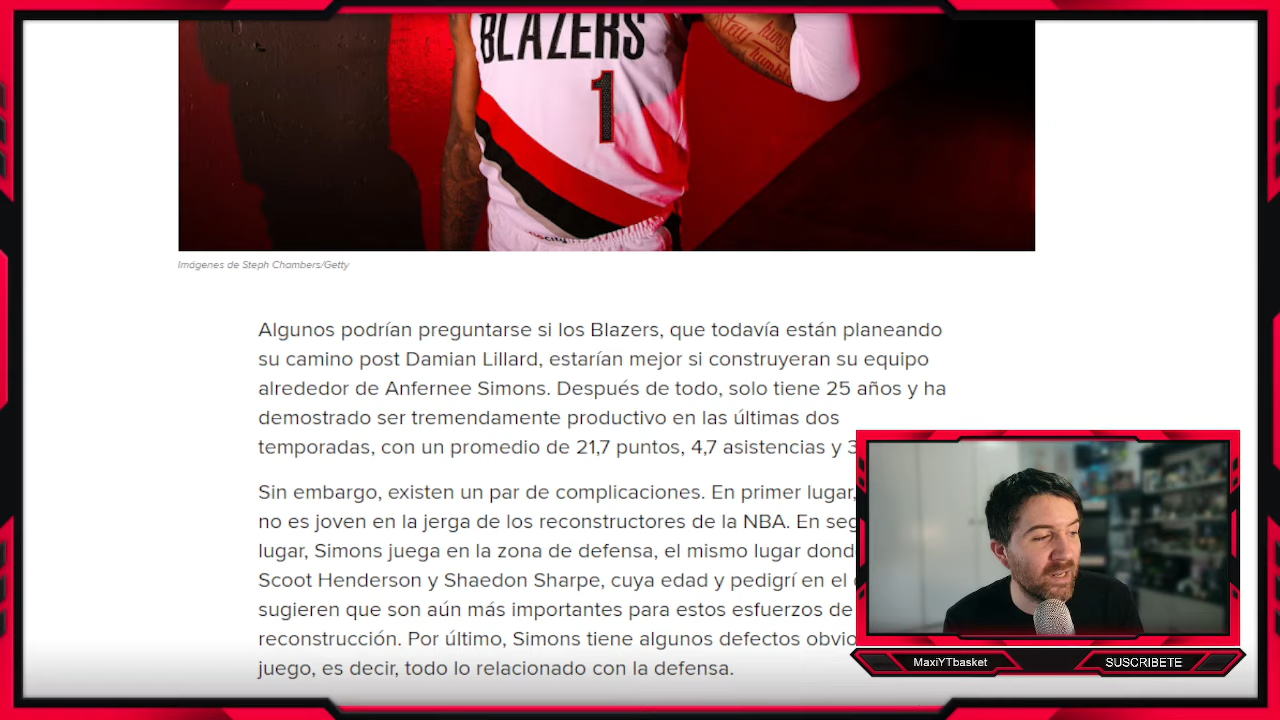 BLAZERS
1
Stay
Imágenes de Steph Chambers/Getty
Algunos podrían preguntarse si los Blazers, que todavía están planeando
su camino post Damian Lillard, estarían mejor si construyeran su equipo
alrededor de Anfernee Simons. Después de todo, solo tiene 25 años y ha
demostrado ser tremendamente productivo en las últimas dos
temporadas, con un promedio de 21,7 puntos, 4,7 asistencias y 3
Sin embargo, existen un par de complicaciones. En primer lugar,
no es joven en la jerga de los reconstructores de la NBA. En seg
lugar, Simons juega en la zona de defensa, el mismo lugar dond
Scoot Henderson y Shaedon Sharpe, cuya edad y pedigrí en el
sugieren que son aún más importantes para estos esfuerzos de
reconstrucción. Por último, Simons tiene algunos defectos obvio
juego, es decir, todo lo relacionado con la defensa.
MaxiYTbasket
SUSCRIBETE